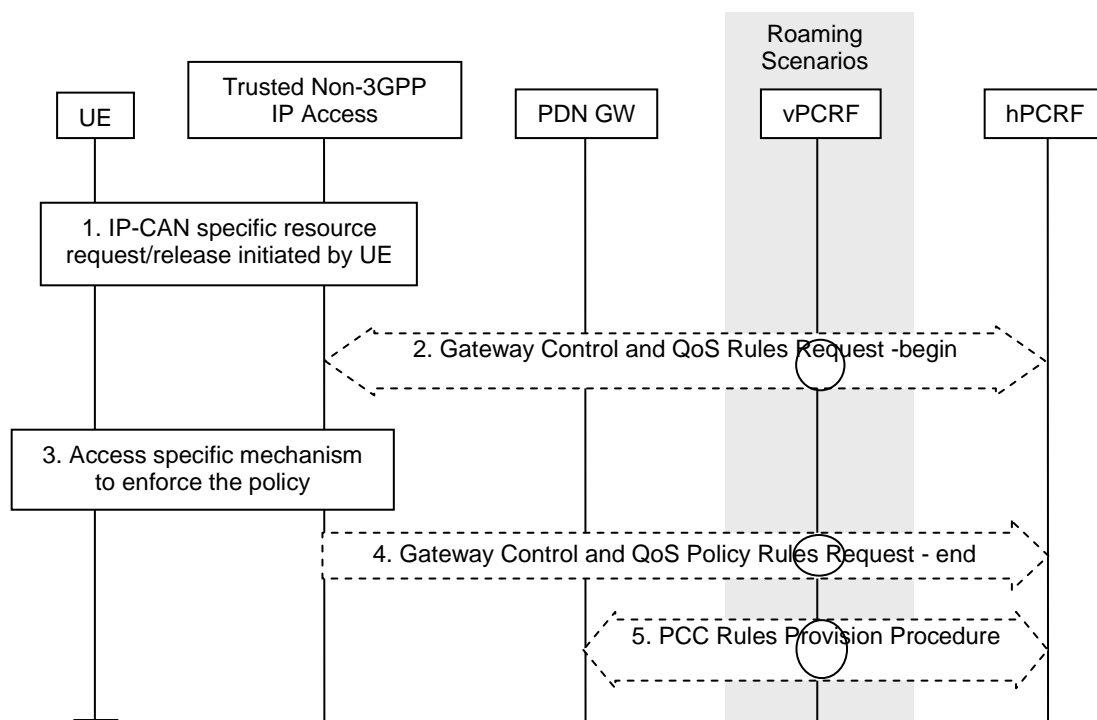 Roaming
Scenarios
UE
Trusted Non-3GPP
IP Access
PDN GW
vPCRF
hPCRF
1. IP-CAN specific resource
request/release initiated by UE
2. Gateway Control and QoS Rules Request -begin
3. Access specific mechanism
to enforce the policy
4. Gateway Control and QoS Policy Rules Request - end
5. PCC Rules Provision Procedure